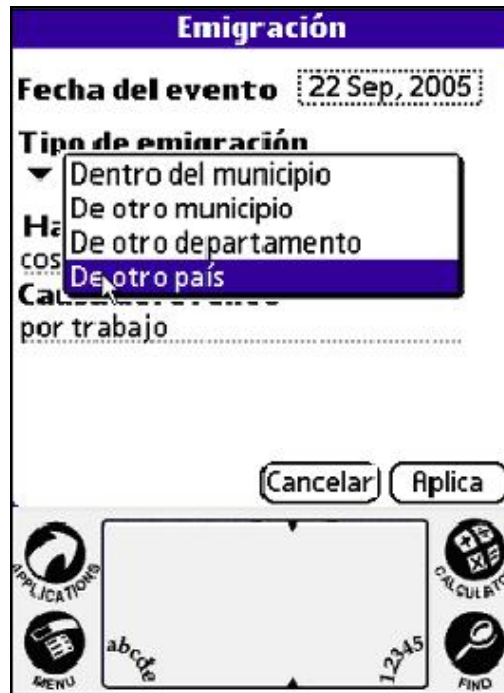 Emigración
Fecha del evento 22 Sep, 2005
Tipo de emigración
Dentro del municipio
De otro municipio
De otro departamento
De otro país
por trabajo
Cancelar Aplica
APPLICATIONS
MENU
abcde
12345
FIND